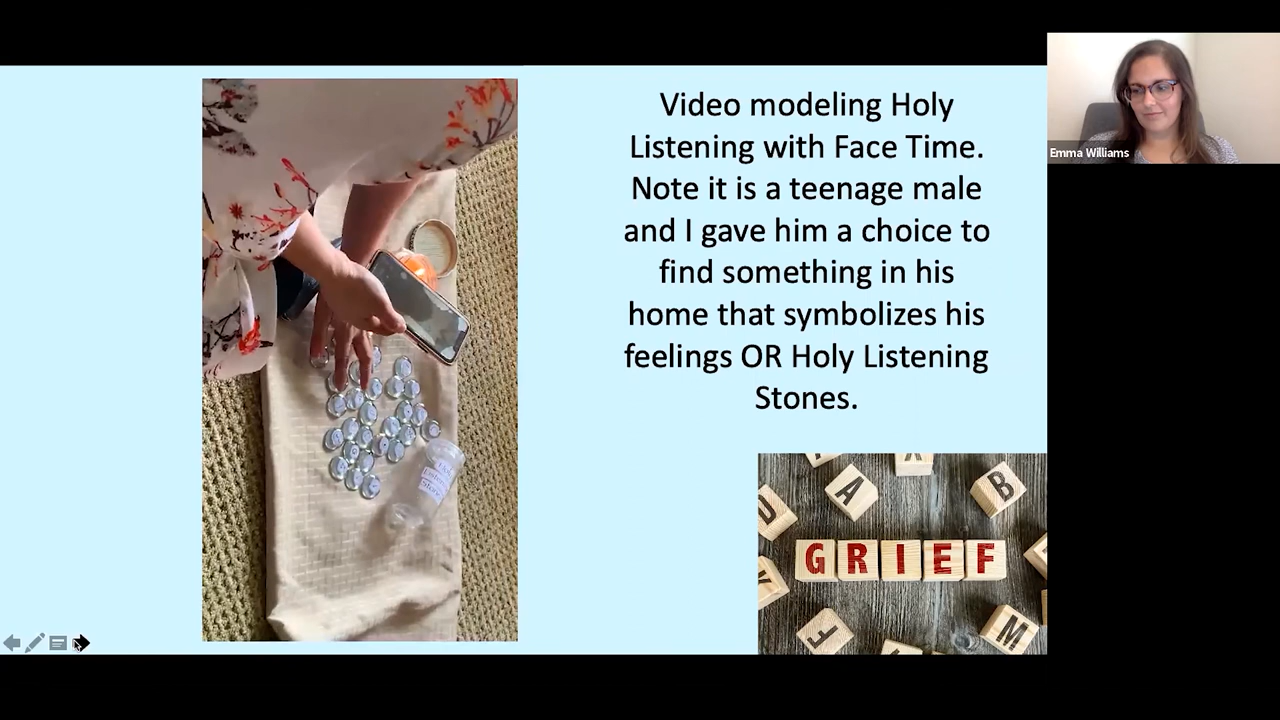 Video modeling Holy
Listening with Face Time.
Note it is a teenage male
and I gave him a choice to
find something in his
home that symbolizes his
feelings OR Holy Listening
Stones.
Emma Williams
A
B
GRIEF
M